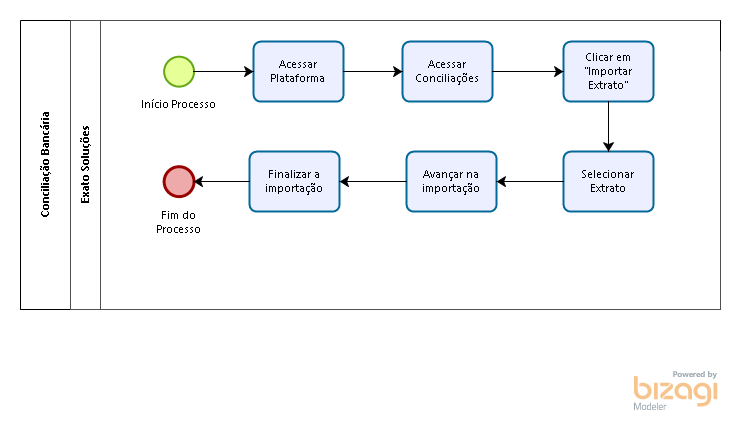 Conciliação Bancária
Exato Soluções
Início Processo
Acessar
Plataforma
Acessar
Conciliações
Clicar em
"Importar
Extrato"
Selecionar
Extrato
Avançar na
importação
Finalizar a
importação
Fim do
Processo
Powered by
bizagi
Modeler